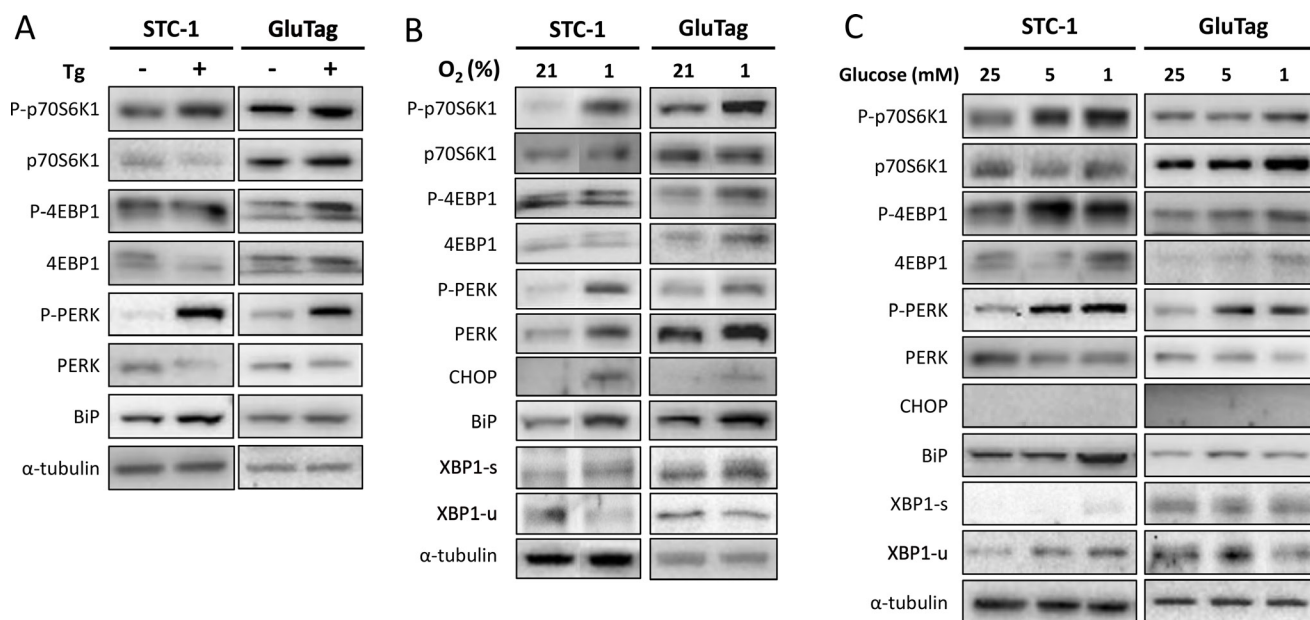 A
STC-1 GluTag
Tg - + - +
P-p70S6K1
p70S6K1
P-4EBP1
4EBP1
P-PERK
PERK
BiP
α-tubulin
B
STC-1 GluTag
O2 (%) 21 1 21 1
P-p70S6K1
p70S6K1
P-4EBP1
4EBP1
P-PERK
PERK
CHOP
BiP
XBP1-s
XBP1-u
α-tubulin
C
STC-1 GluTag
Glucose (mM) 25 5 1 25 5 1
P-p70S6K1
p70S6K1
P-4EBP1
4EBP1
P-PERK
PERK
CHOP
BiP
XBP1-s
XBP1-u
α-tubulin